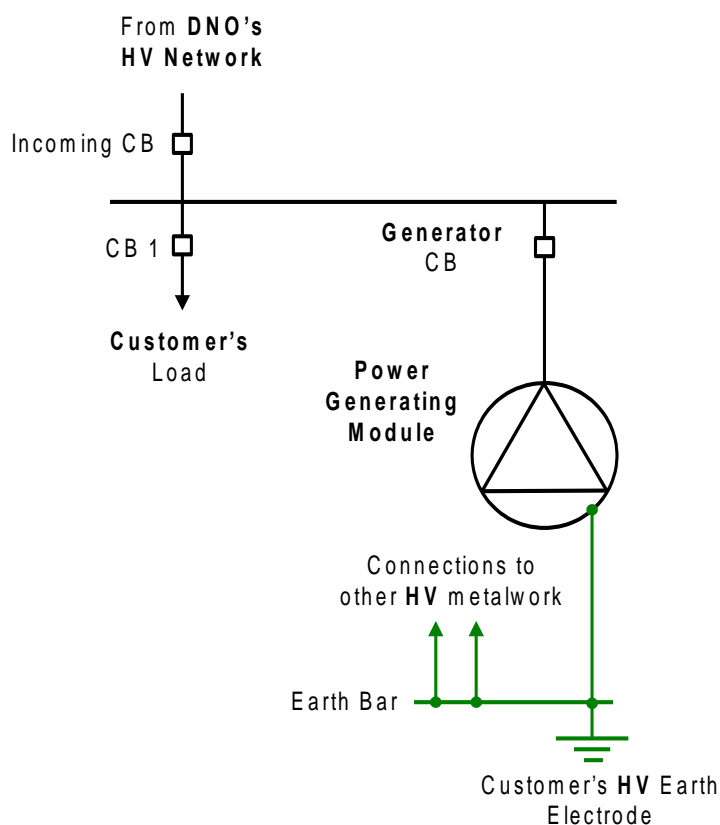 From DNO's
HV Network
Incoming CB
CB 1
Generator
CB
Customer's
Load
Power
Generating
Module
Connections to
other HV metalwork
Earth Bar
Customer's HV Earth
Electrode